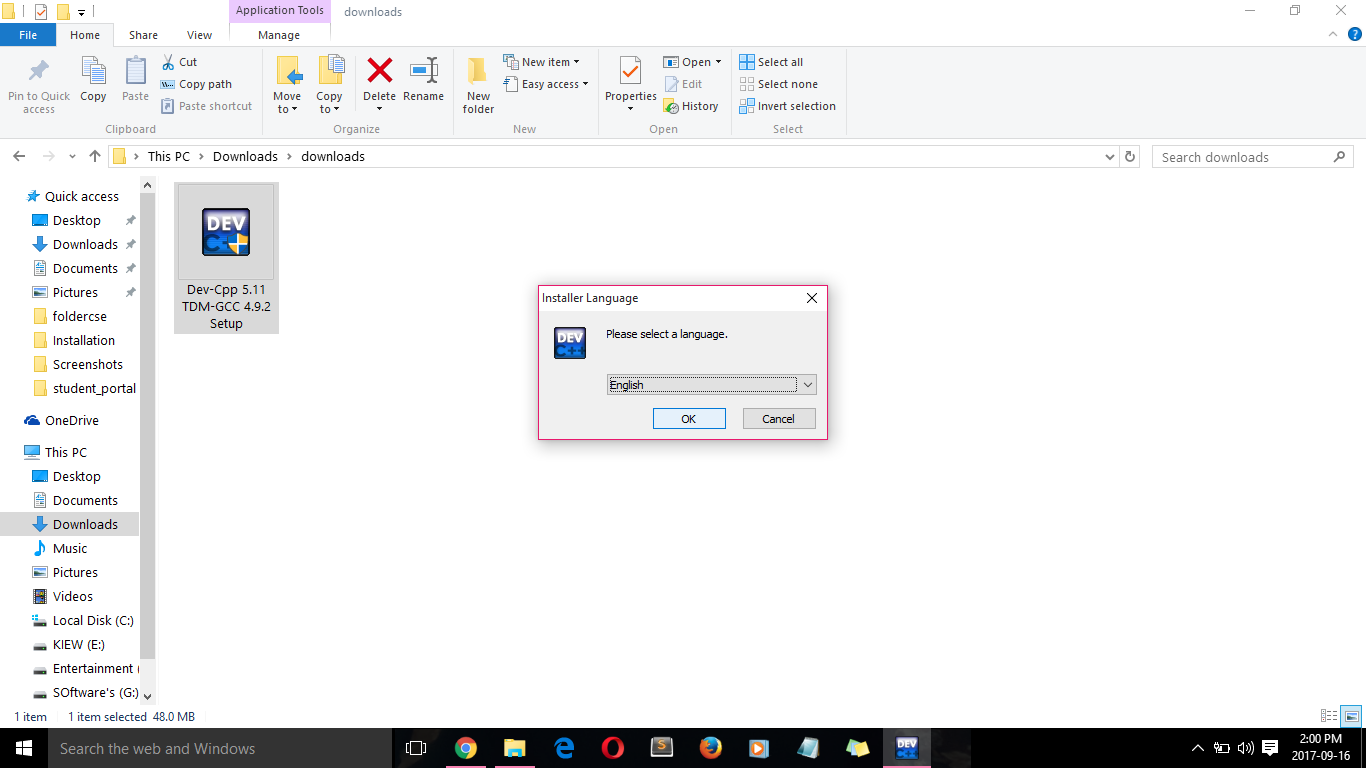 Application Tools
downloads
File
Home
Share
View
Manage
Pin to Quick
access
Copy
Paste
Cut
Copy path
Paste shortcut
Clipboard
Move
to
Copy
to
Delete
Rename
Organize
New
folder
New item
Easy access
New
Properties
Open
Edit
History
Open
Select all
Select none
Invert selection
Select
This PC
Downloads
downloads
Search downloads
Quick access
Desktop
Downloads
Documents
Pictures
foldercse
Installation
Screenshots
student_portal
OneDrive
This PC
Desktop
Documents
Downloads
Music
Pictures
Videos
Local Disk (C:)
KIEW (E:)
Entertainment (
SOftware's (G:)
DEV
C
Dev-Cpp 5.11
TDM-GCC 4.9.2
Setup
Installer Language
DEV
C++
Please select a language.
English
OK
Cancel
1 item
1 item selected
48.0 MB
Search the web and Windows
S
DEV
C++
2:00 PM
2017-09-16